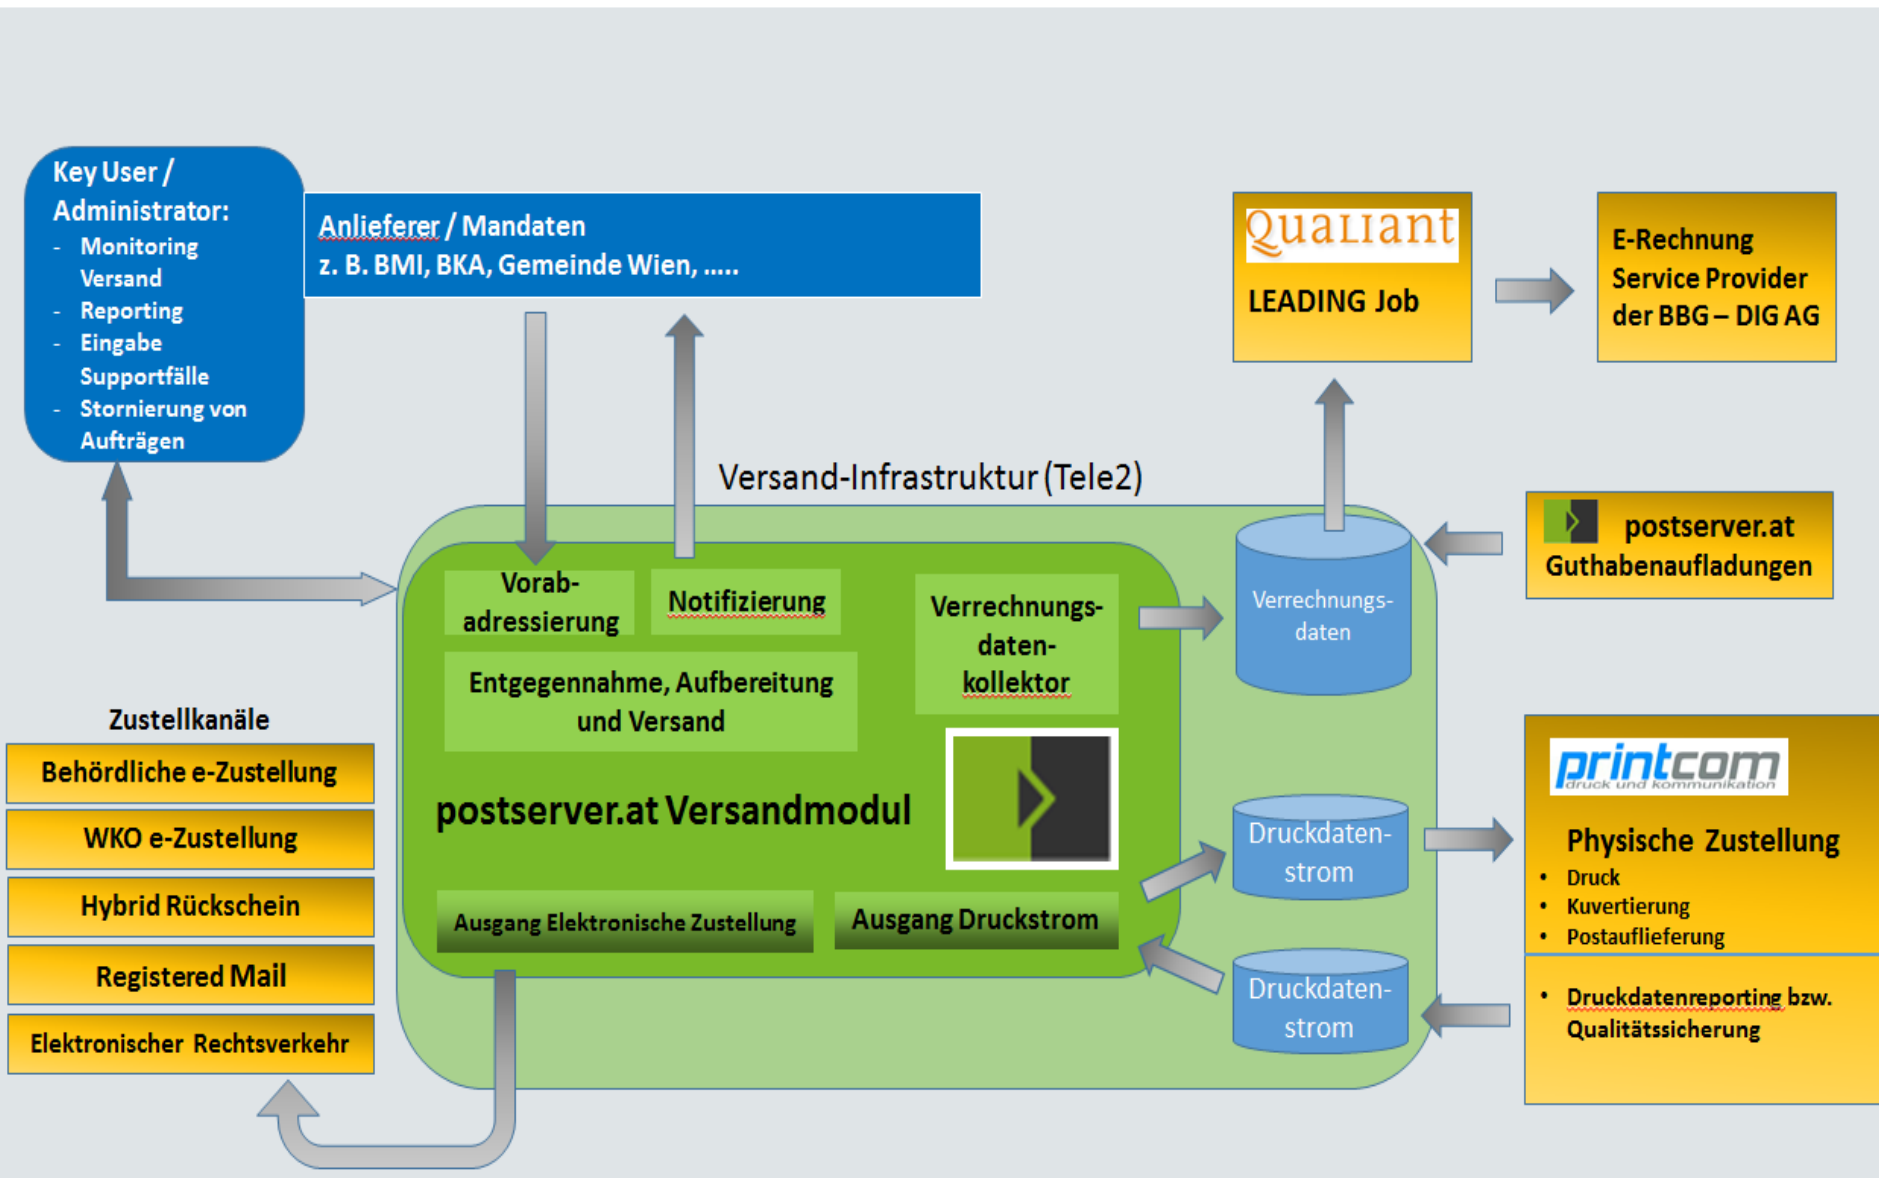 Key User /
Administrator:
- Monitoring
Versand
- Reporting
- Eingabe
Supportfälle
- Stornierung von
Aufträgen
Anlieferer / Mandaten
z. B. BMI, BKA, Gemeinde Wien, …..
QuaLIant
LEADING Job
E-Rechnung
Service Provider
der BBG – DIG AG
Versand-Infrastruktur (Tele2)
postserver.at
Guthabenaufladungen
Vorab-
adressierung
Notifizierung
Entgegennahme, Aufbereitung
und Versand
Verrechnungs-
daten-
kollektor
Verrechnungs-
daten
postserver.at Versandmodul
Ausgang Elektronische Zustellung
Ausgang Druckstrom
Druckdaten-
strom
Druckdaten-
strom
Zustellkanäle
Behördliche e-Zustellung
WKO e-Zustellung
Hybrid Rückschein
Registered Mail
Elektronischer Rechtsverkehr
printcom
druck und kommunikation
Physische Zustellung
• Druck
• Kuvertierung
• Postauflieferung
• Druckdatenreporting bzw.
Qualitätssicherung